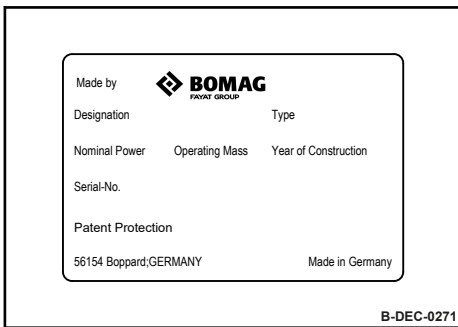 Made by BOMAG
FAYAT GROUP
Designation Type
Nominal Power Operating Mass Year of Construction
Serial-No.
Patent Protection
56154 Boppard;GERMANY Made in Germany
B-DEC-0271